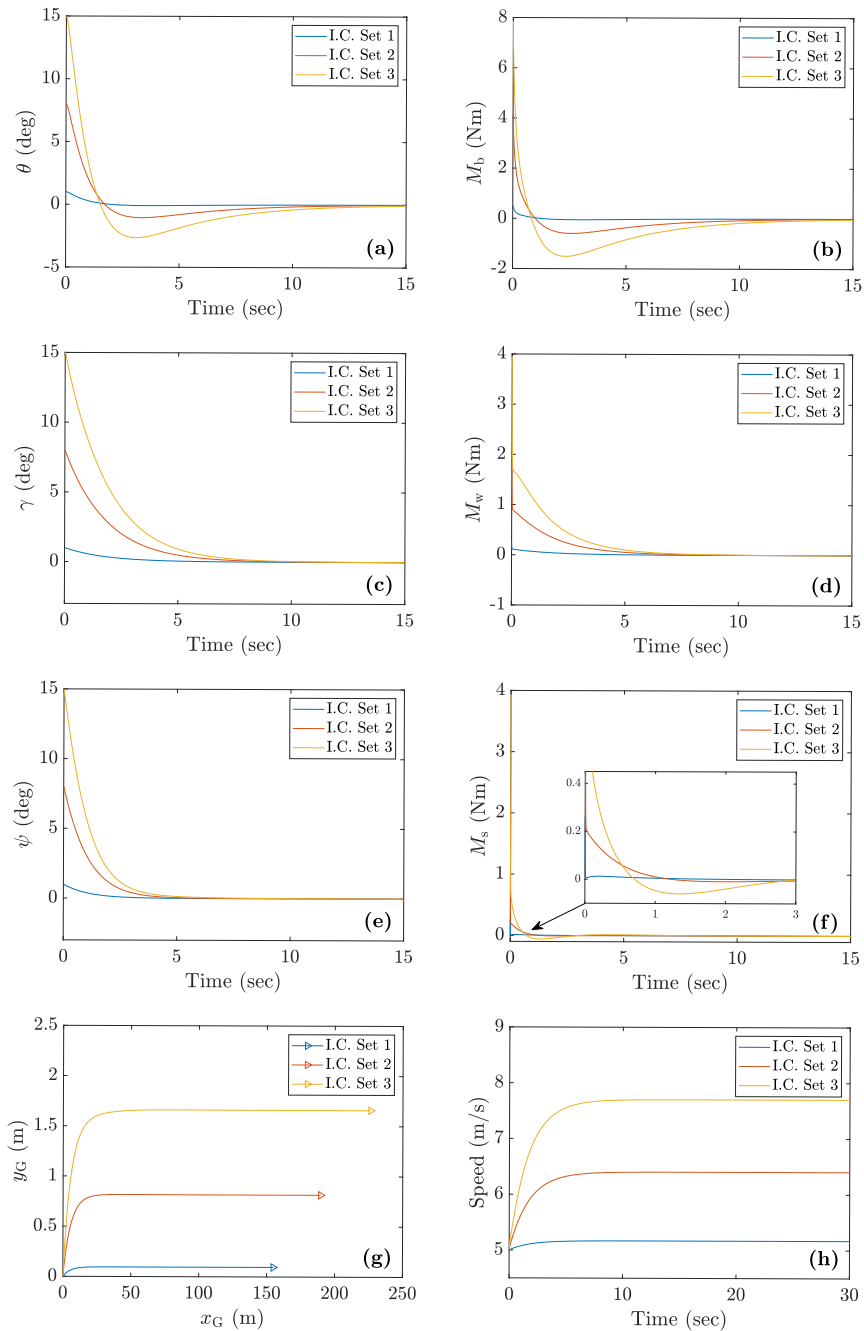 15
10
5
0
-5
0
5
10
15
θ (deg)
Time (sec)
I.C. Set 1
I.C. Set 2
I.C. Set 3
(a)
8
6
4
2
0
-2
0
5
10
15
M_b (Nm)
Time (sec)
I.C. Set 1
I.C. Set 2
I.C. Set 3
(b)
15
10
5
0
0
5
10
15
γ (deg)
Time (sec)
I.C. Set 1
I.C. Set 2
I.C. Set 3
(c)
4
3
2
1
0
-1
0
5
10
15
M_w (Nm)
Time (sec)
I.C. Set 1
I.C. Set 2
I.C. Set 3
(d)
15
10
5
0
0
5
10
15
ψ (deg)
Time (sec)
I.C. Set 1
I.C. Set 2
I.C. Set 3
(e)
4
3
2
1
0
0
5
10
15
M_s (Nm)
Time (sec)
I.C. Set 1
I.C. Set 2
I.C. Set 3
0.4
0.2
0
0
1
2
3
(f)
2.5
2
1.5
1
0.5
0
0
50
100
150
200
250
y_G (m)
x_G (m)
I.C. Set 1
I.C. Set 2
I.C. Set 3
(g)
9
8
7
6
5
4
0
10
20
30
Speed (m/s)
Time (sec)
I.C. Set 1
I.C. Set 2
I.C. Set 3
(h)